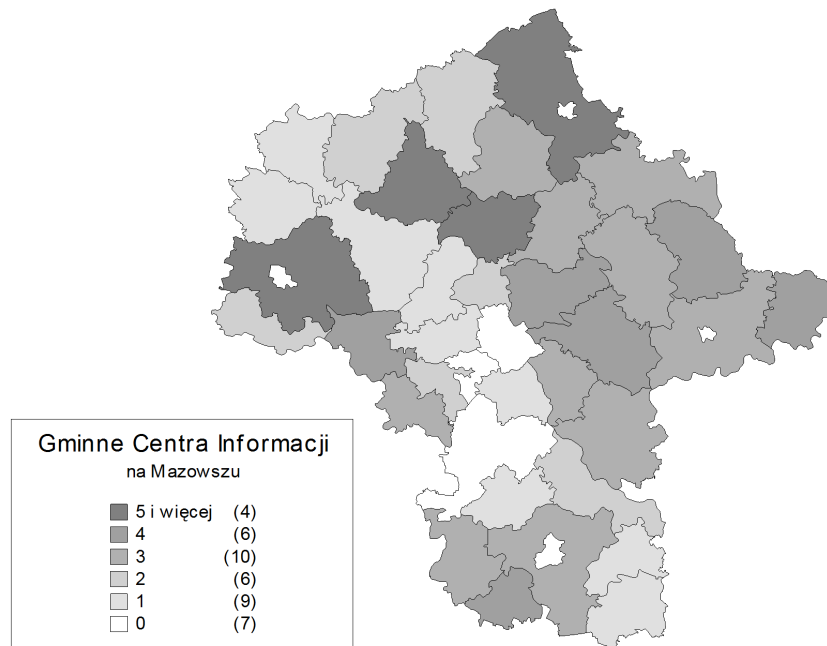 Gminne Centra Informacji
na Mazowszu
5 i więcej (4)
4 (6)
3 (10)
2 (6)
1 (9)
0 (7)